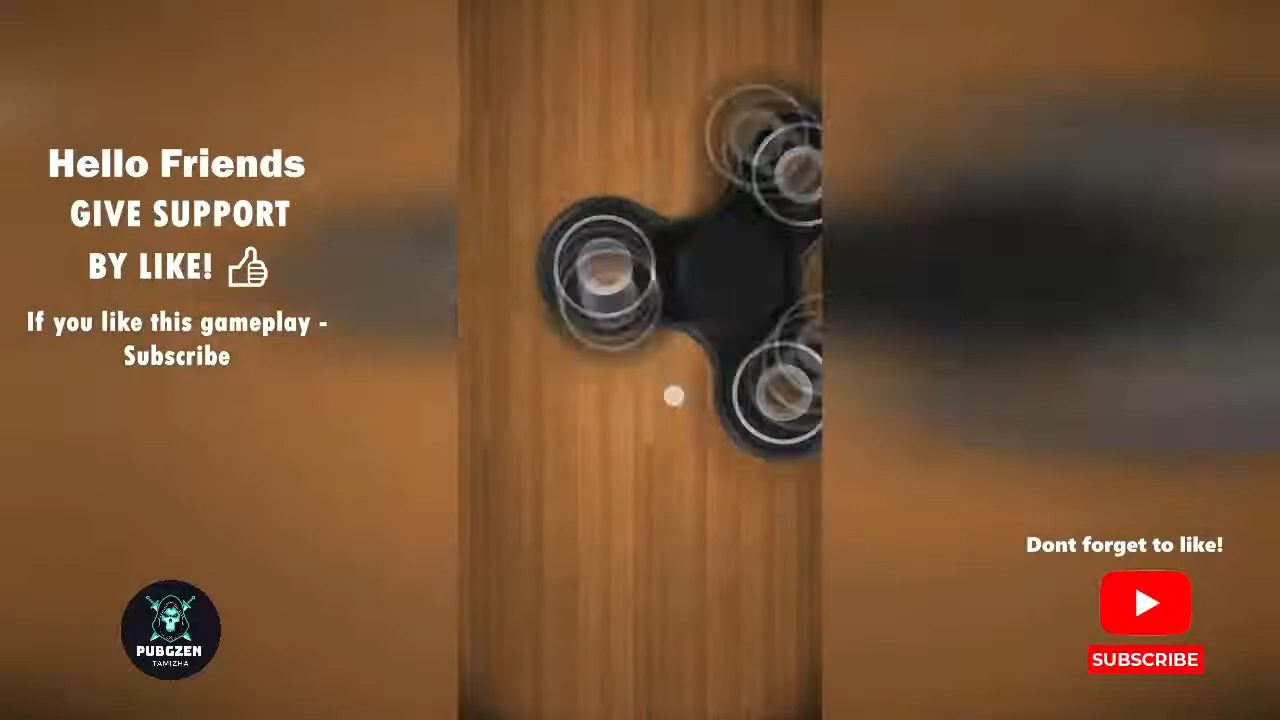 Hello Friends
GIVE SUPPORT
BY LIKE!
If you like this gameplay -
Subscribe
PUBGZEN
TAMIZHA
Dont forget to like!
SUBSCRIBE